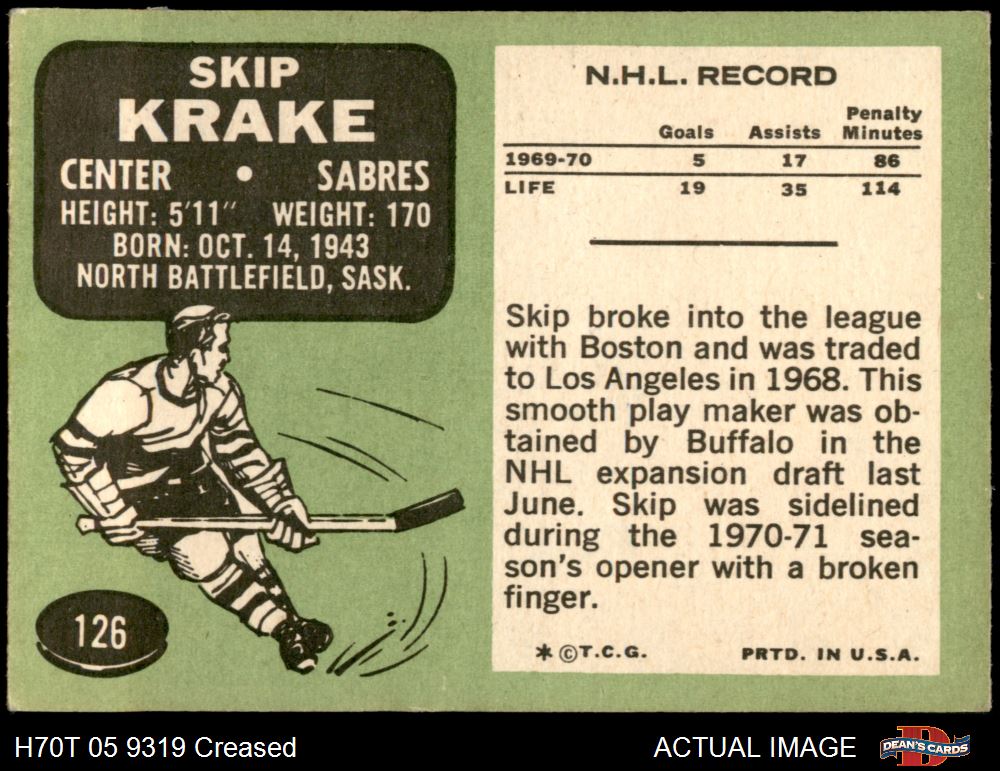 SKIP
KRAKE
CENTER • SABRES
HEIGHT: 5'11" WEIGHT: 170
BORN: OCT. 14, 1943
NORTH BATTLEFIELD, SASK.
126
N.H.L. RECORD
Goals Assists Penalty Minutes
1969-70 5 17 86
LIFE 19 35 114
Skip broke into the league
with Boston and was traded
to Los Angeles in 1968. This
smooth play maker was ob-
tained by Buffalo in the
NHL expansion draft last
June. Skip was sidelined
during the 1970-71 sea-
son's opener with a broken
finger.
* © T.C.G. PRTD. IN U.S.A.
H70T 05 9319 Creased ACTUAL IMAGE D DEAN'S CARDS